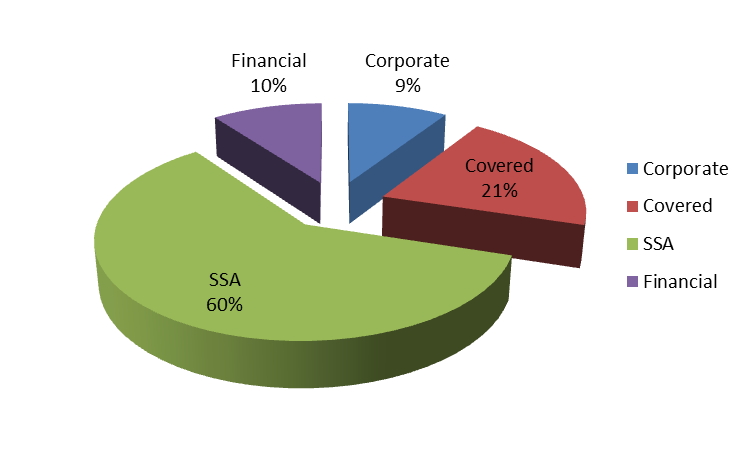 Financial
10%
Corporate
9%
Covered
21%
SSA
60%
Corporate
Covered
SSA
Financial